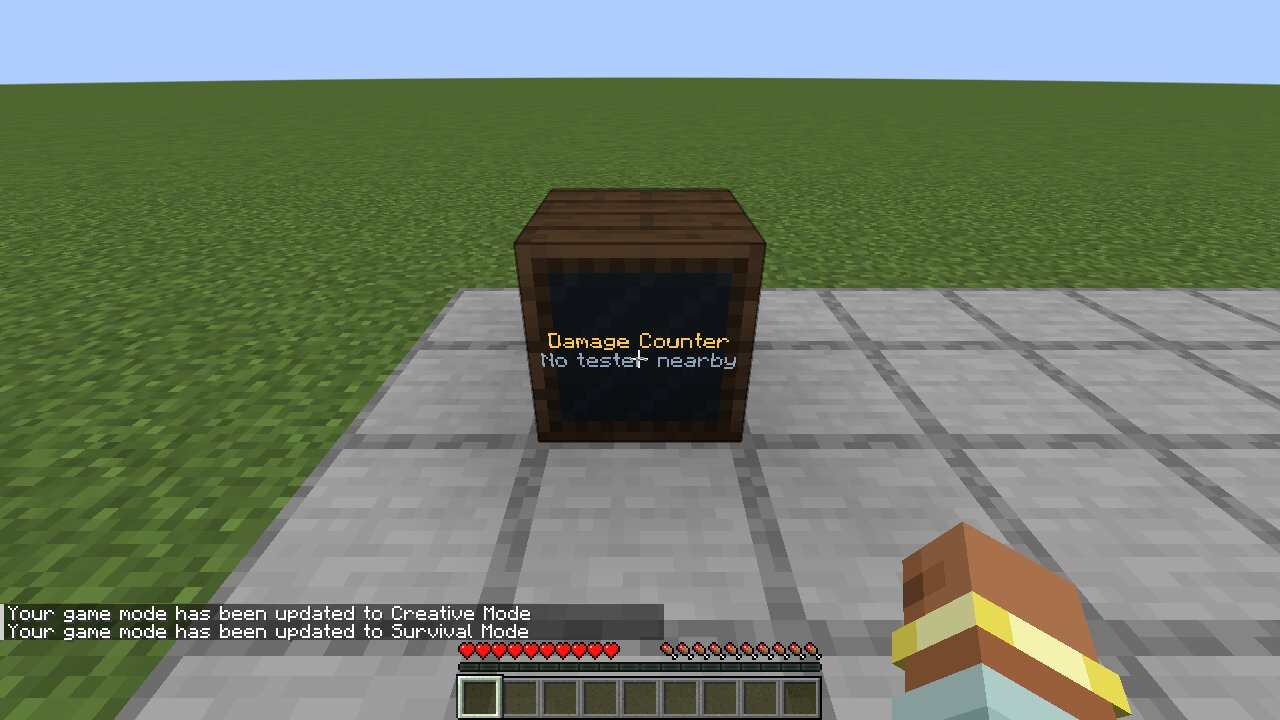 Damage Counter
No tester nearby
Your game mode has been updated to Creative Mode
Your game mode has been updated to Survival Mode